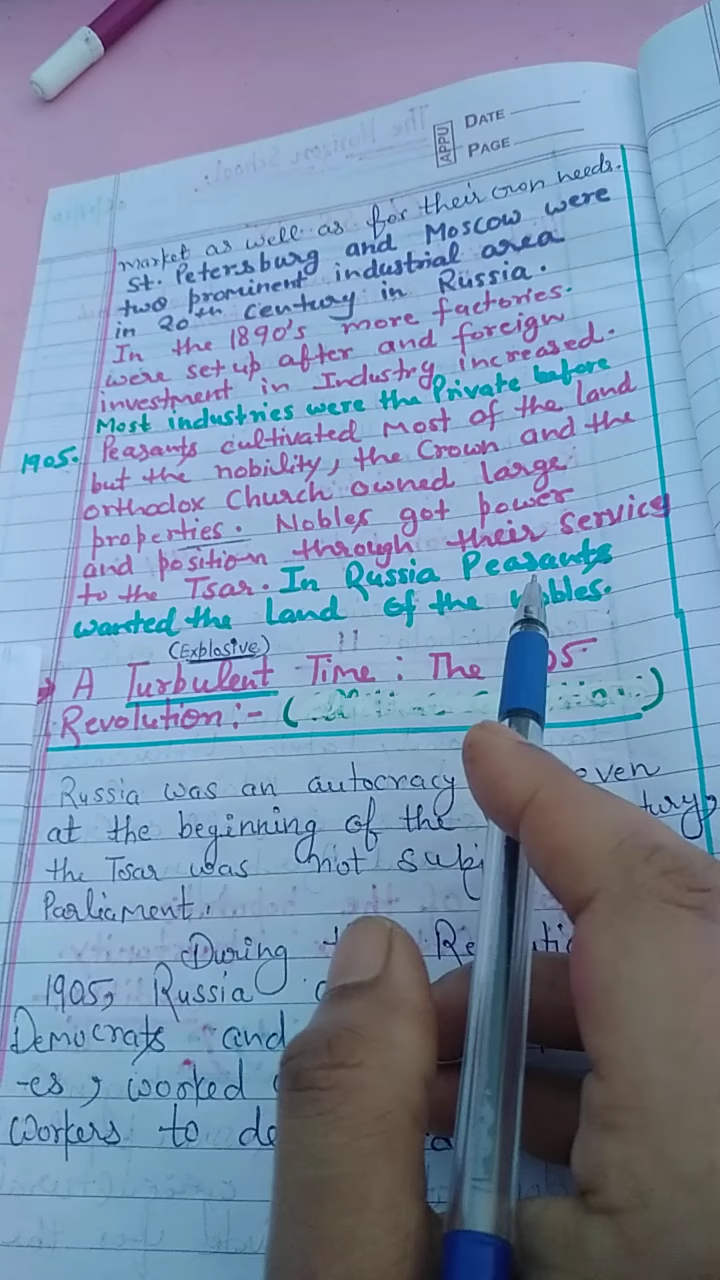 APPU
DATE
PAGE
market as well as for their own needs.
St. Petersburg and Moscow were
two prominent industrial area
in 20th century in Russia.
In the 1890's more factories.
were set up after and foreign
investment in Industry increased.
Most industries were the Private before
1905. Peasants cultivated most of the land
but the nobility, the Crown and the
orthodox Church owned large
properties. Nobles got power
and position through their service
to the Tsar. In Russia Peasants
wanted the land of the
(Explosive)
A Turbulent Time: The
Revolution:-
Russia was an autocracy even
at the beginning of the
the Tsar was not
Parliament.
During
1905, Russia
Democrats and
-es, worked
workers to